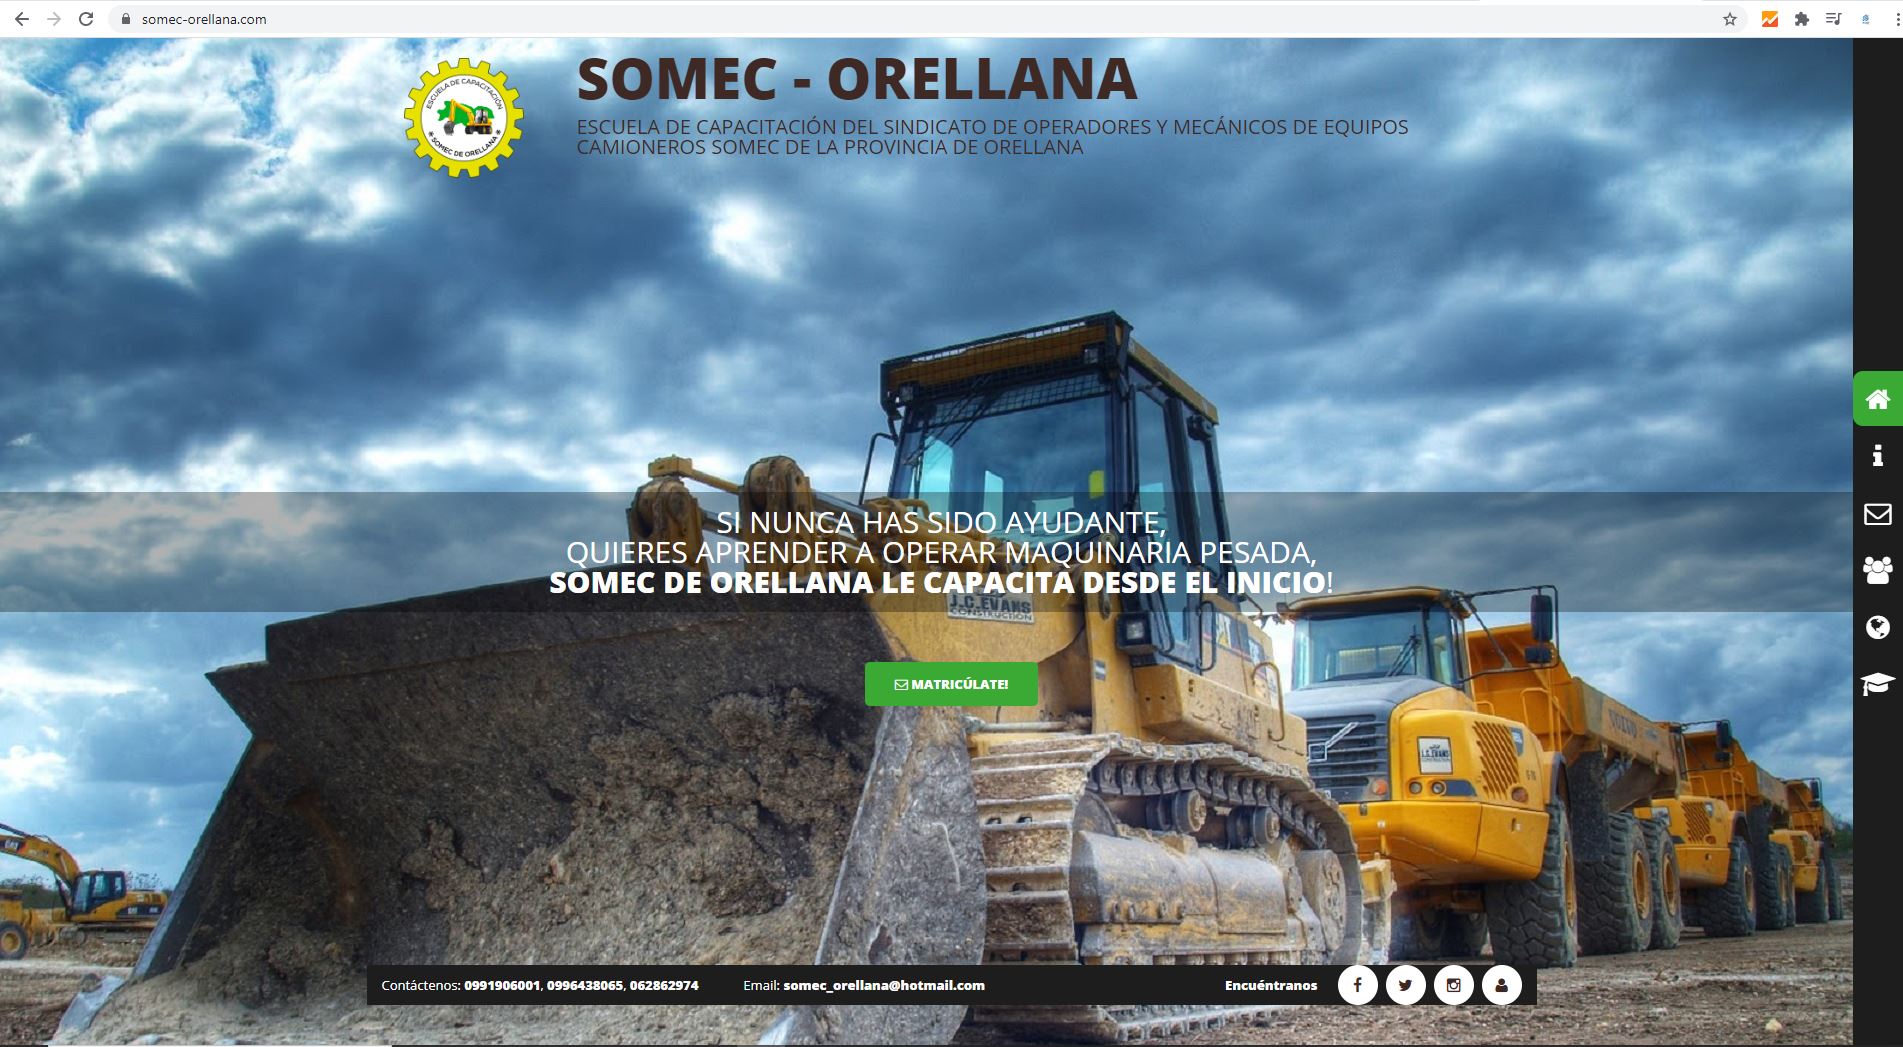 somec-orellana.com
ESCUELA DE CAPACITACIÓN
SOMEC DE ORELLANA
SOMEC - ORELLANA
ESCUELA DE CAPACITACIÓN DEL SINDICATO DE OPERADORES Y MECÁNICOS DE EQUIPOS
CAMIONEROS SOMEC DE LA PROVINCIA DE ORELLANA
SI NUNCA HAS SIDO AYUDANTE,
QUIERES APRENDER A OPERAR MAQUINARIA PESADA,
SOMEC DE ORELLANA LE CAPACITA DESDE EL INICIO!
J.C.EVANS
CONSTRUCTION
MATRICÚLATE!
J.C.EVANS
CONSTRUCTION
VOLVO
CAT
Contáctenos: 0991906001, 0996438065, 062862974
Email: somec_orellana@hotmail.com
Encuéntranos